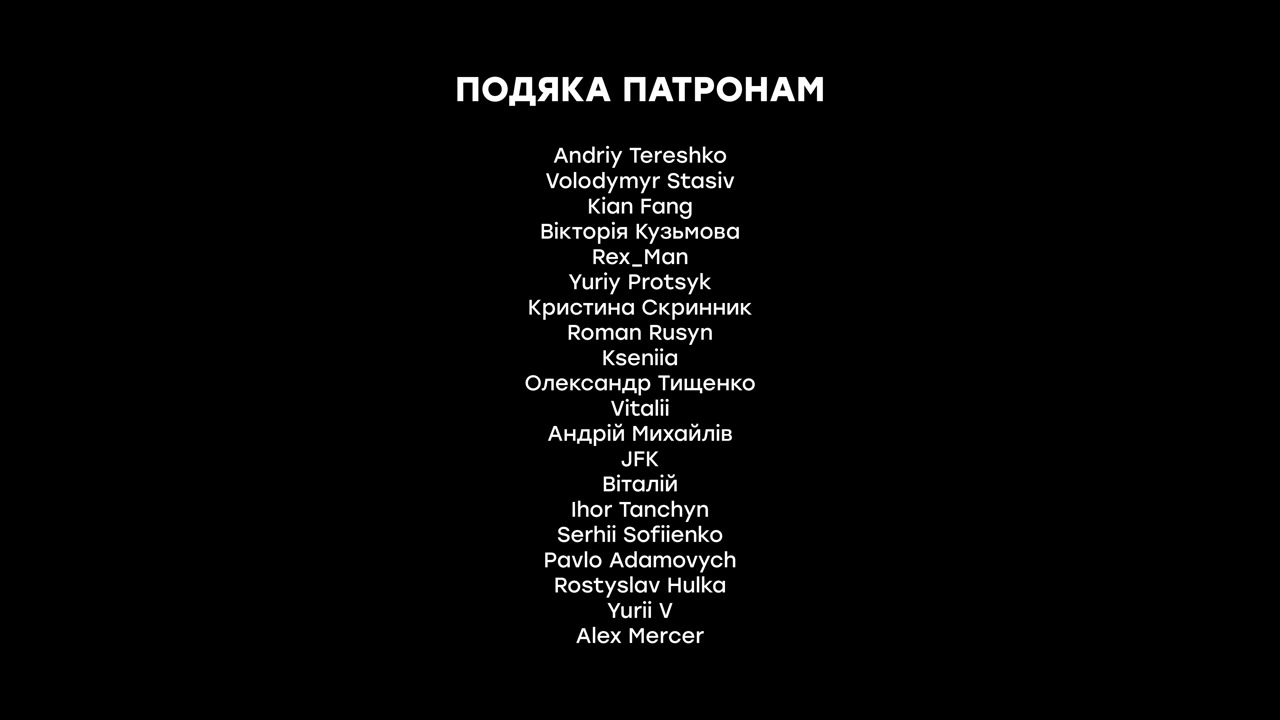 ПОДЯКА ПАТРОНАМ
Andriy Tereshko
Volodymyr Stasiv
Kian Fang
Вікторія Кузьмова
Rex_Man
Yuriy Protsyk
Кристина Скринник
Roman Rusyn
Kseniia
Олександр Тищенко
Vitalii
Андрій Михайлів
JFK
Віталій
Ihor Tanchyn
Serhii Sofiienko
Pavlo Adamovych
Rostyslav Hulka
Yurii V
Alex Mercer